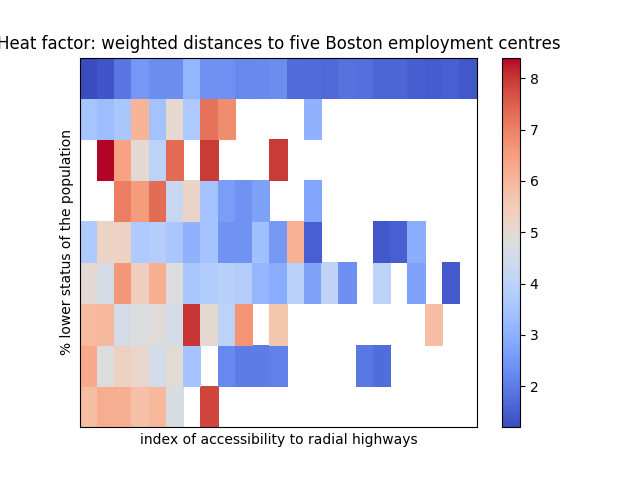 Heat factor: weighted distances to five Boston employment centres
% lower status of the population
index of accessibility to radial highways
8
7
6
5
4
3
2